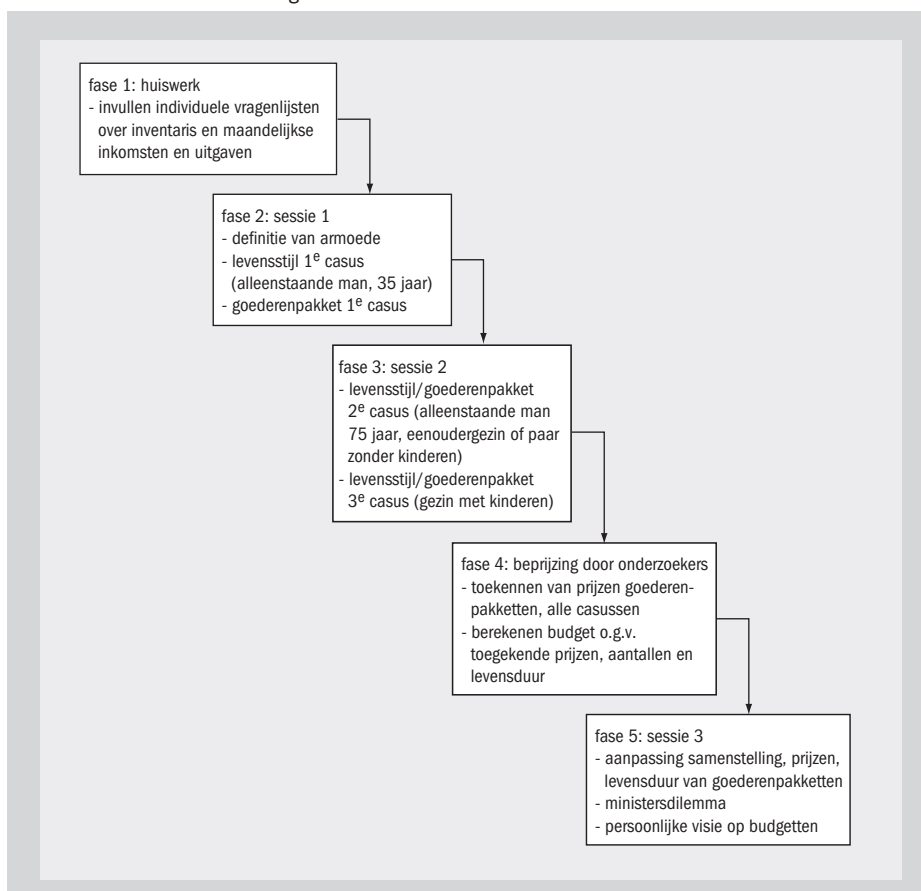 fase 1: huiswerk
- invullen individuele vragenlijsten
over inventaris en maandelijkse
inkomsten en uitgaven
fase 2: sessie 1
- definitie van armoede
- levensstijl 1e casus
(alleenstaande man, 35 jaar)
- goederenpakket 1e casus
fase 3: sessie 2
- levensstijl/goederenpakket
2e casus (alleenstaande man
75 jaar, eenoudergezin of paar
zonder kinderen)
- levensstijl/goederenpakket
3e casus (gezin met kinderen)
fase 4: beprijzing door onderzoekers
- toekennen van prijzen goederen-
pakketten, alle casussen
- berekenen budget o.g.v.
toegekende prijzen, aantallen en
levensduur
fase 5: sessie 3
- aanpassing samenstelling, prijzen,
levensduur van goederenpakketten
- ministersdilemma
- persoonlijke visie op budgetten